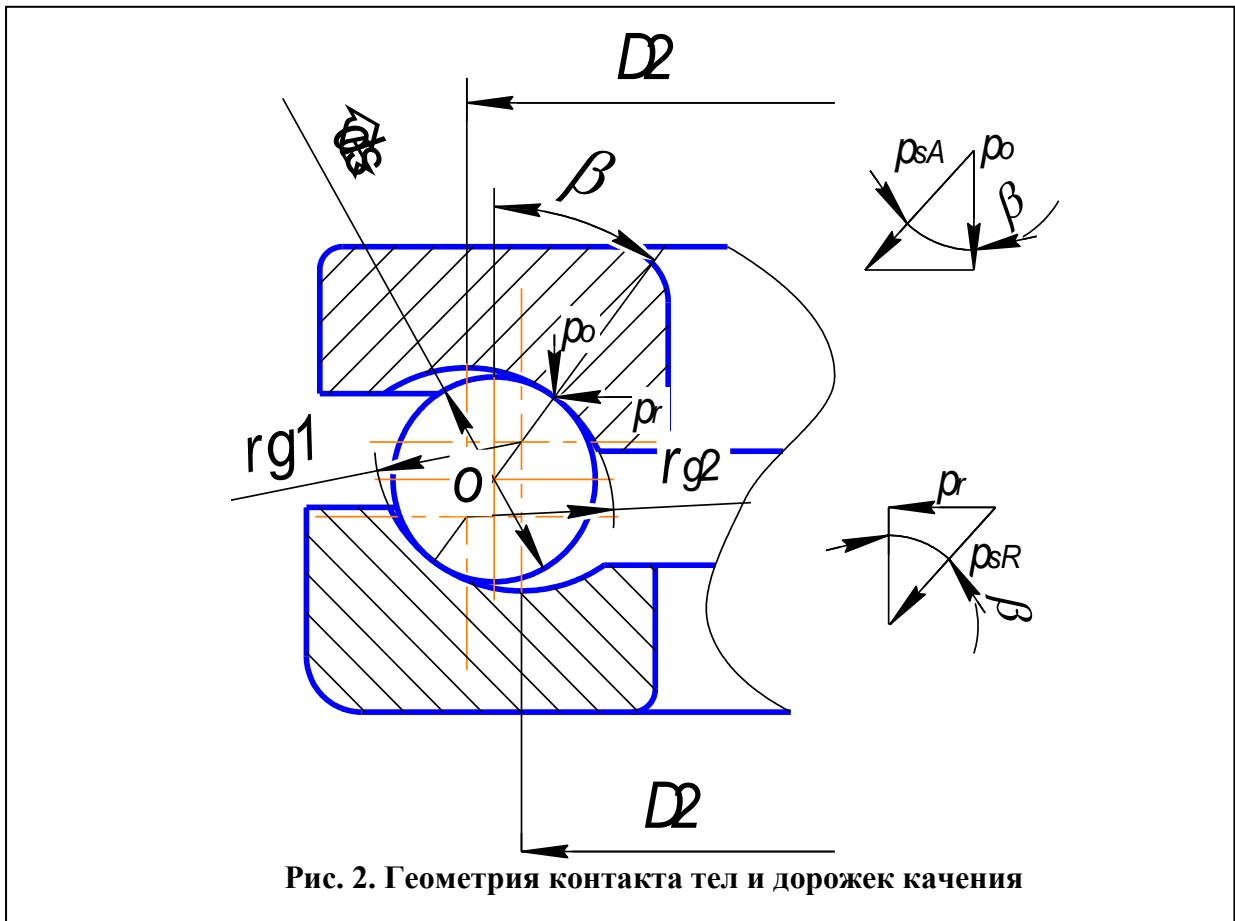 D2
β
psA
po
β
po
pr
rg1
O
rg2
pr
psR
β
D2
Рис. 2. Геометрия контакта тел и дорожек качения